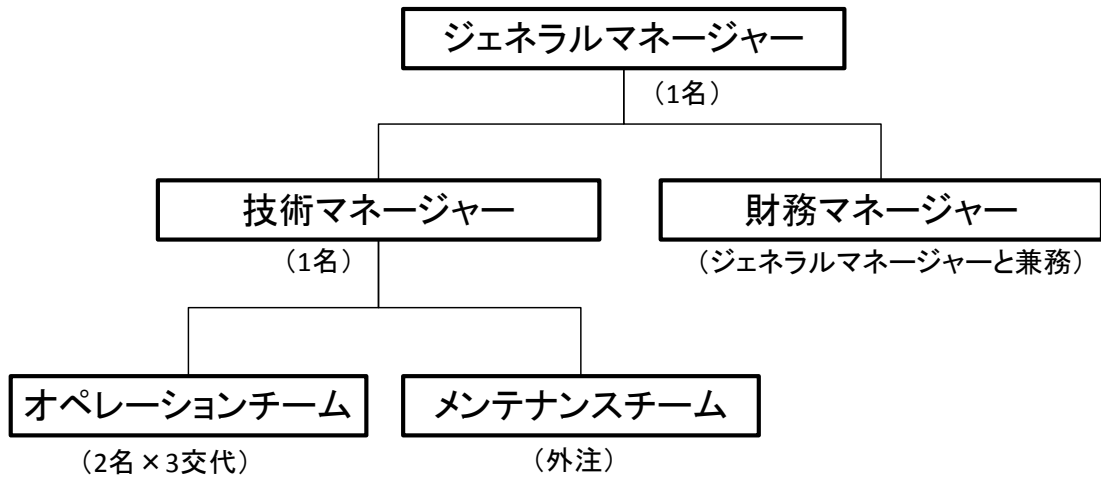 ジェネラルマネージャー
（1名）
技術マネージャー
財務マネージャー
（1名）
（ジェネラルマネージャーと兼務）
オペレーションチーム
メンテナンスチーム
（2名×3交代）
（外注）